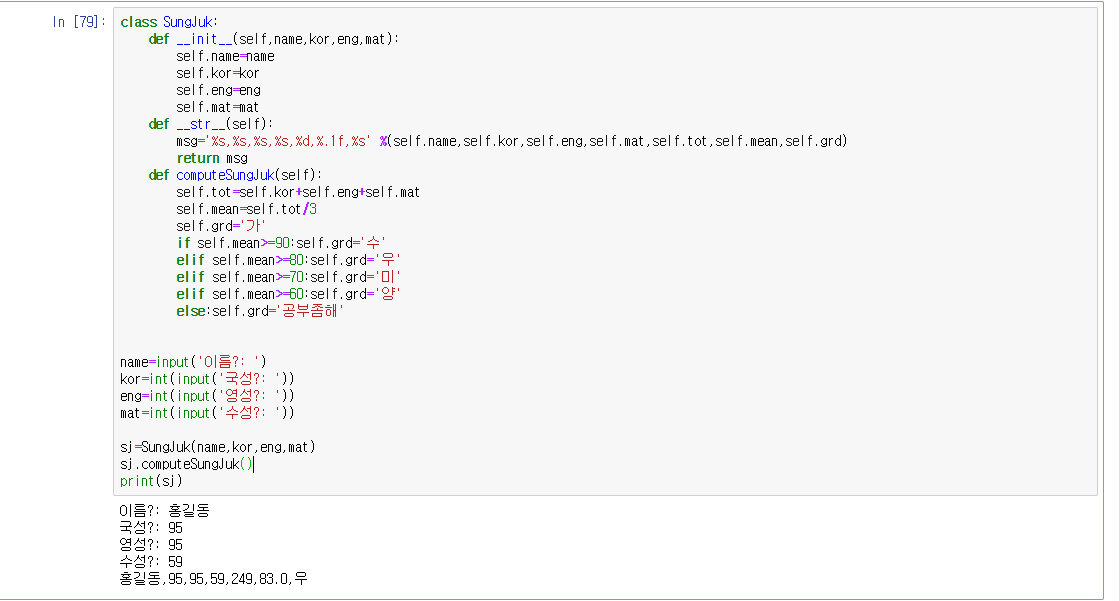 In [79]:
class SungJuk:
    def __init__(self,name,kor,eng,mat):
        self.name=name
        self.kor=kor
        self.eng=eng
        self.mat=mat
    def __str__(self):
        msg='%s,%s,%s,%s,%d,%.1f,%s' %(self.name,self.kor,self.eng,self.mat,self.tot,self.mean,self.grd)
        return msg
    def computeSungJuk(self):
        self.tot=self.kor+self.eng+self.mat
        self.mean=self.tot/3
        self.grd='가'
        if self.mean>=90:self.grd='수'
        elif self.mean>=80:self.grd='우'
        elif self.mean>=70:self.grd='미'
        elif self.mean>=60:self.grd='양'
        else:self.grd='공부좀해'
name=input('이름?: ')
kor=int(input('국성?: '))
eng=int(input('영성?: '))
mat=int(input('수성?: '))
sj=SungJuk(name,kor,eng,mat)
sj.computeSungJuk()
print(sj)
이름?: 홍길동
국성?: 95
영성?: 95
수성?: 59
홍길동,95,95,59,249,83.0,우